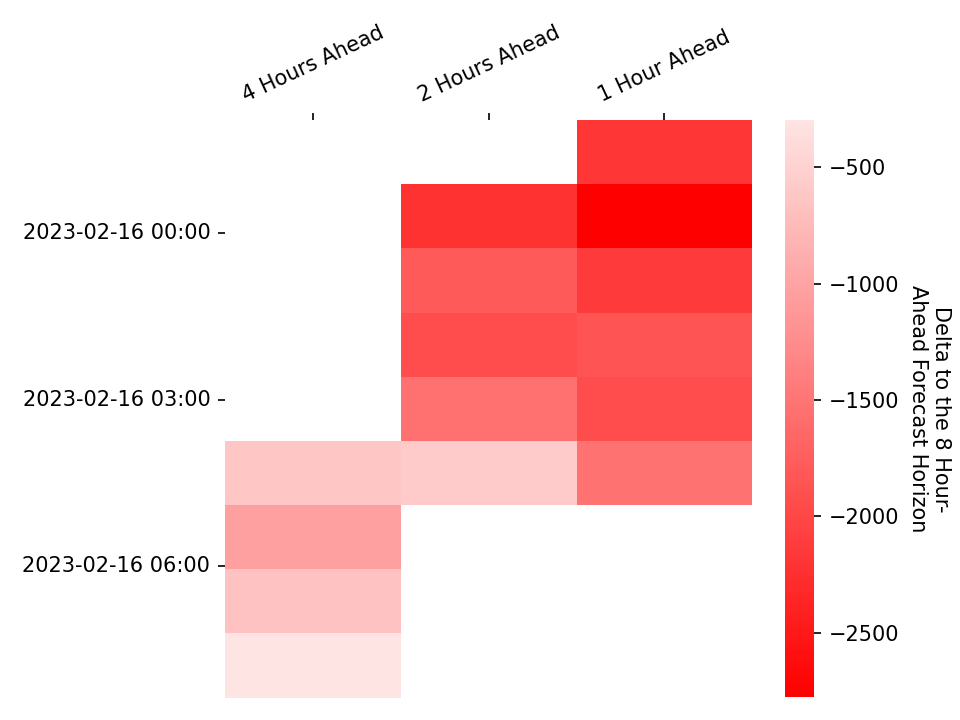 4 Hours Ahead
2 Hours Ahead
1 Hour Ahead
2023-02-16 00:00
2023-02-16 03:00
2023-02-16 06:00
−500
−1000
−1500
−2000
−2500
Delta to the 8 Hour-
Ahead Forecast Horizon